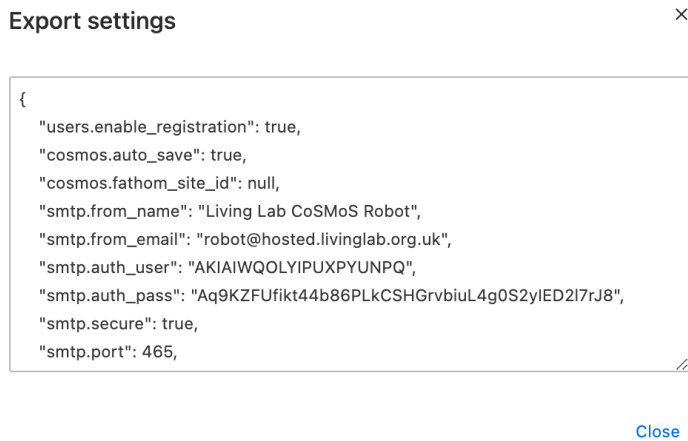 Export settings
{
"users.enable_registration": true,
"cosmos.auto_save": true,
"cosmos.fathom_site_id": null,
"smtp.from_name": "Living Lab CoSMoS Robot",
"smtp.from_email": "robot@hosted.livinglab.org.uk",
"smtp.auth_user": "AKIAIWQOLYIPUXPYUNPQ",
"smtp.auth_pass": "Aq9KZFUfikt44b86PLkCSHGrvbiuL4g0S2ylED2l7rJ8",
"smtp.secure": true,
"smtp.port": 465,
Close